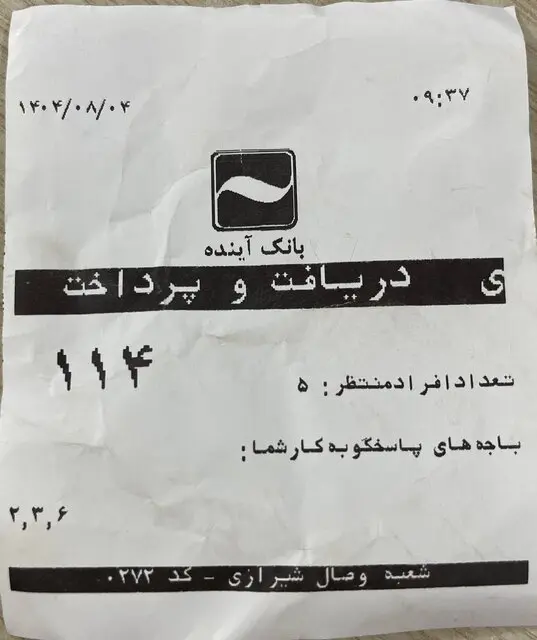 ۰۹:۳۷
۱۴۰۴/۰۸/۰۴
بانک آینده
ی دریافت و پرداخت
۱۱۴
تعداد افراد منتظر: ۵
باجه های پاسخگو به کار شما:
۲,۳,۶
شعبه وصال شیرازی - کد ۰۲۷۲